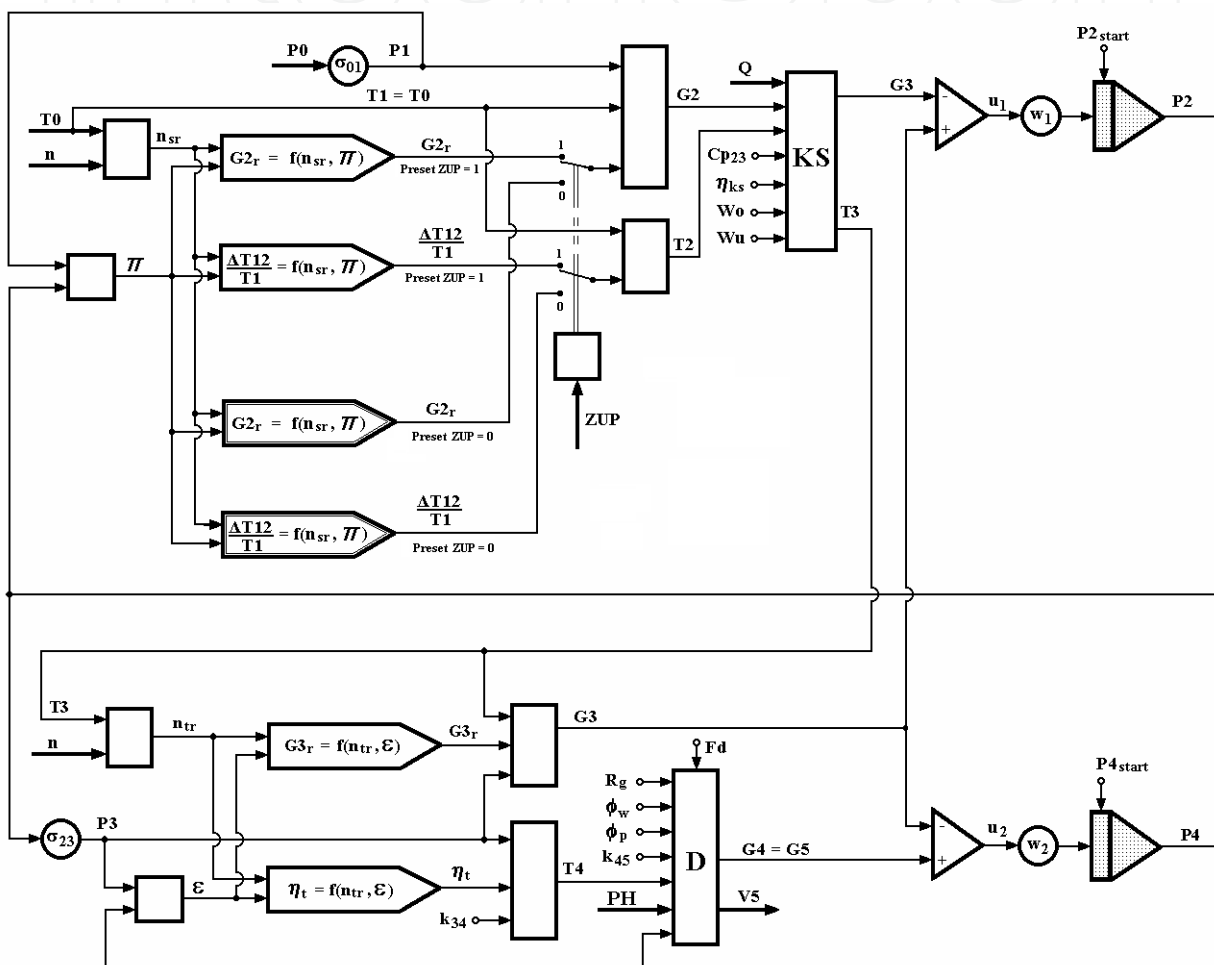 P0
σ01
P1
P2start
T1 = T0
G2
Q
KS
G3
-
+
u1
w1
P2
T0
n
nsr
G2r = f(nsr, π)
G2r
Preset ZUP = 1
1
0
Cp23
ηks
Wo
Wu
T3
π
ΔT12
T1
= f(nsr, π)
ΔT12
T1
Preset ZUP = 1
1
0
T2
ZUP
G2r = f(nsr, π)
G2r
Preset ZUP = 0
ΔT12
T1
= f(nsr, π)
ΔT12
T1
Preset ZUP = 0
T3
n
ntr
G3r = f(ntr, ε)
G3r
G3
Fd
P4start
Rg
ϕw
ϕp
k45
D
G4 = G5
-
+
u2
w2
P4
σ23
P3
ε
ηt = f(ntr, ε)
ηt
k34
T4
PH
V5